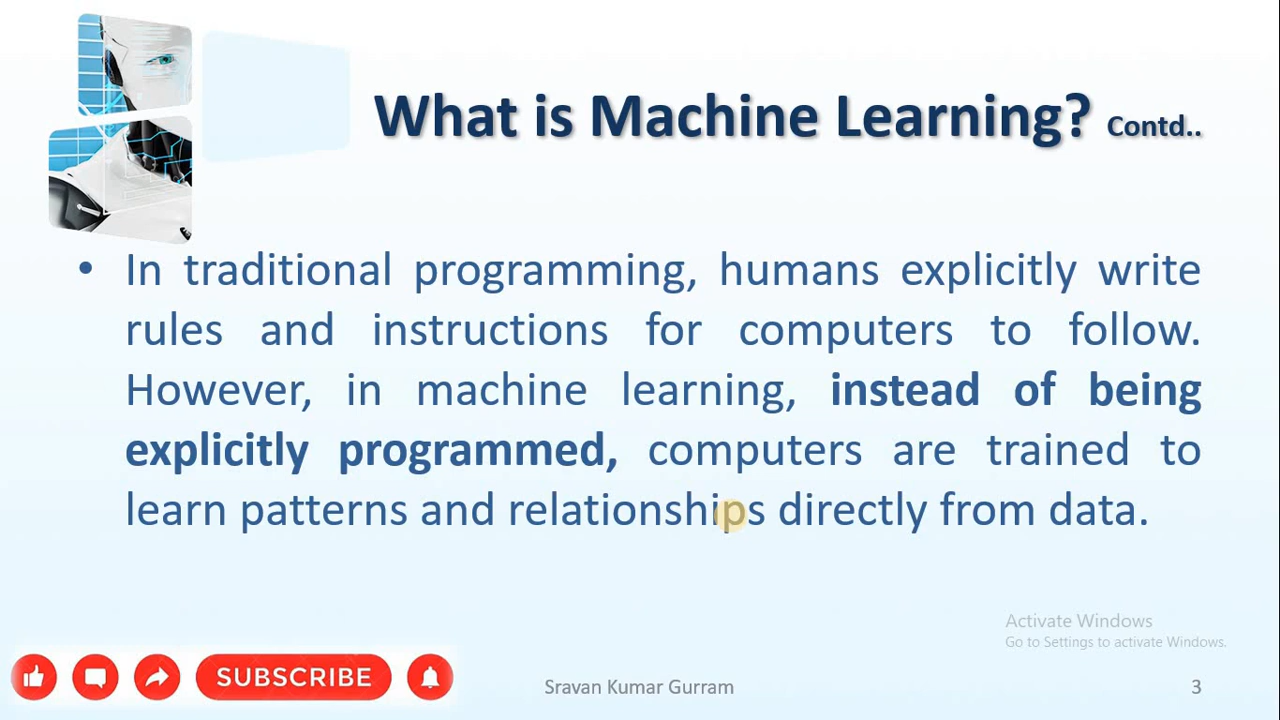 What is Machine Learning? Contd..
• In traditional programming, humans explicitly write
rules and instructions for computers to follow.
However, in machine learning, instead of being
explicitly programmed, computers are trained to
learn patterns and relationships directly from data.
Activate Windows
Go to Settings to activate Windows.
SUBSCRIBE
Sravan Kumar Gurram
3